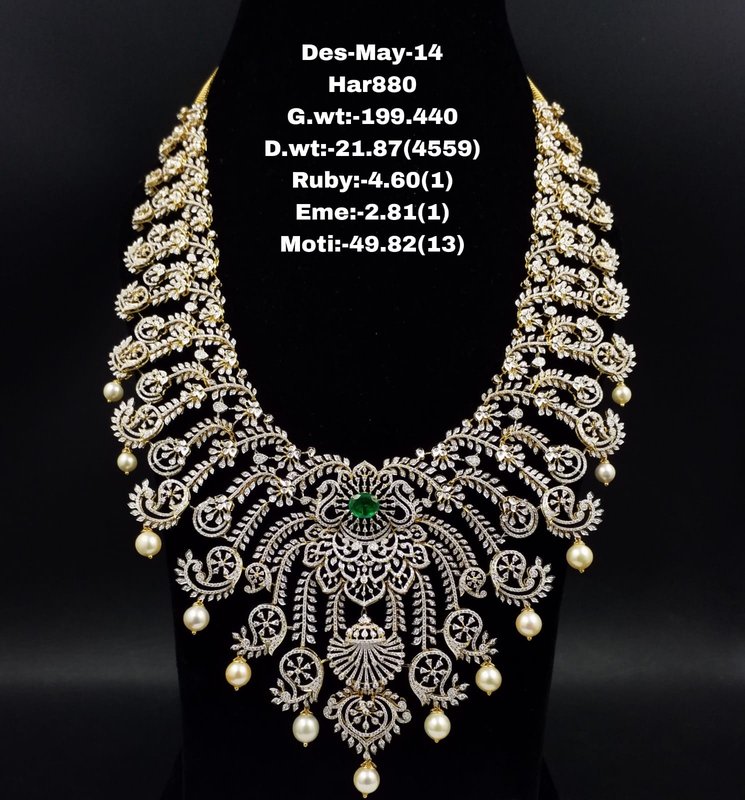 Des-May-14
Har880
G.wt:-199.440
D.wt:-21.87(4559)
Ruby:-4.60(1)
Eme:-2.81(1)
Moti:-49.82(13)